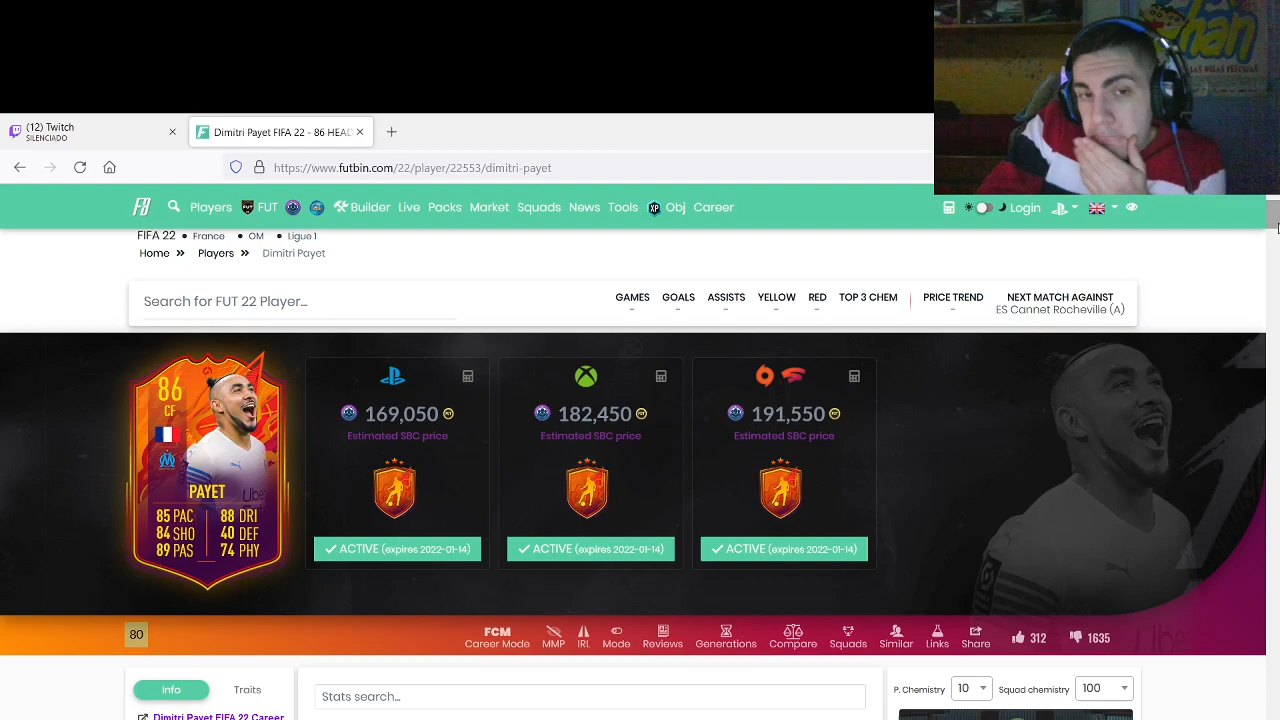 han
LAS BOLAS PERDIDAS
(12) Twitch
SILENCIADO
Dimitri Payet FIFA 22 - 86 HEAD
https://www.futbin.com/22/player/22553/dimitri-payet
FB Players FUT Builder Live Packs Market Squads News Tools XP Obj Career Login
FIFA 22 • France • OM • Ligue 1
Home » Players » Dimitri Payet
Search for FUT 22 Player...
GAMES GOALS ASSISTS YELLOW RED TOP 3 CHEM PRICE TREND NEXT MATCH AGAINST
- - - - - - - ES Cannet Rocheville (A)
86
CF
PAYET
85 PAC 88 DRI
84 SHO 40 DEF
89 PAS 74 PHY
169,050
Estimated SBC price
ACTIVE (expires 2022-01-14)
182,450
Estimated SBC price
ACTIVE (expires 2022-01-14)
191,550
Estimated SBC price
ACTIVE (expires 2022-01-14)
80
FCM
Career Mode MMP IRL Mode Reviews Generations Compare Squads Similar Links Share 312 1635
Info Traits
Stats search...
P. Chemistry 10 Squad chemistry 100
Dimitri Payet FIFA 22 Career